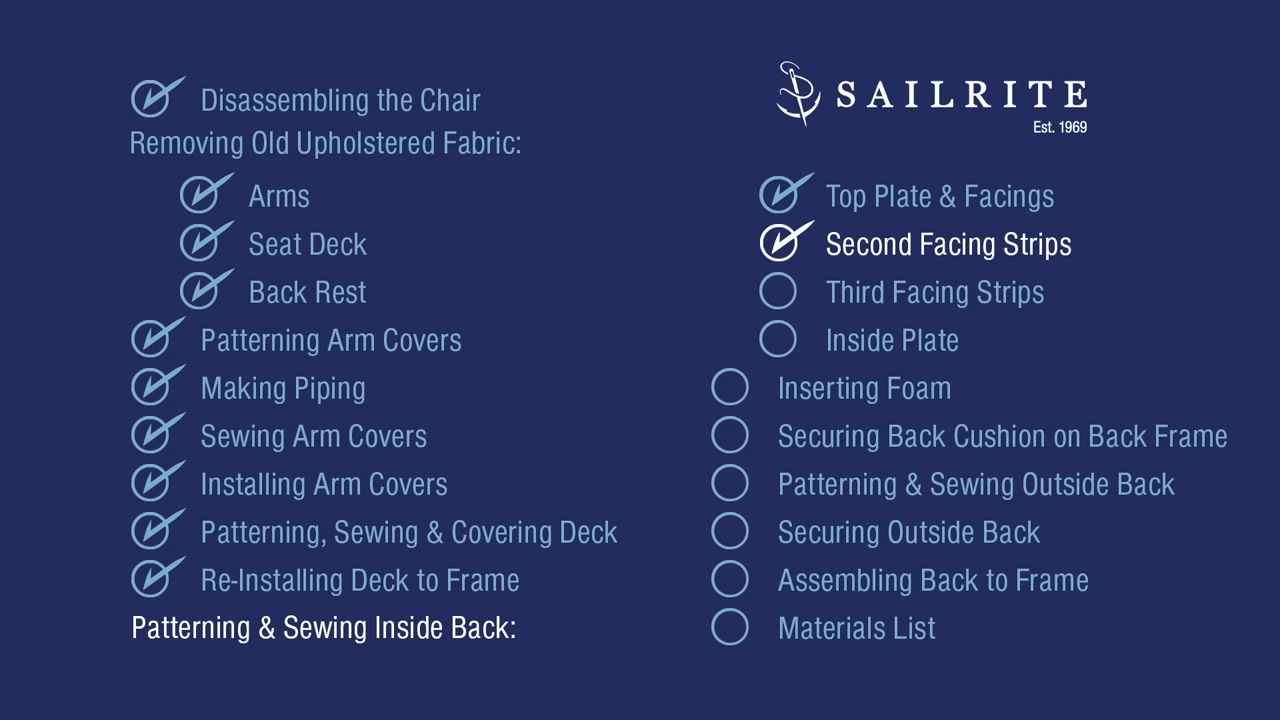 Disassembling the Chair
Removing Old Upholstered Fabric:
Arms
Seat Deck
Back Rest
Patterning Arm Covers
Making Piping
Sewing Arm Covers
Installing Arm Covers
Patterning, Sewing & Covering Deck
Re-Installing Deck to Frame
Patterning & Sewing Inside Back:
SAILRITE
Est. 1969
Top Plate & Facings
Second Facing Strips
Third Facing Strips
Inside Plate
Inserting Foam
Securing Back Cushion on Back Frame
Patterning & Sewing Outside Back
Securing Outside Back
Assembling Back to Frame
Materials List